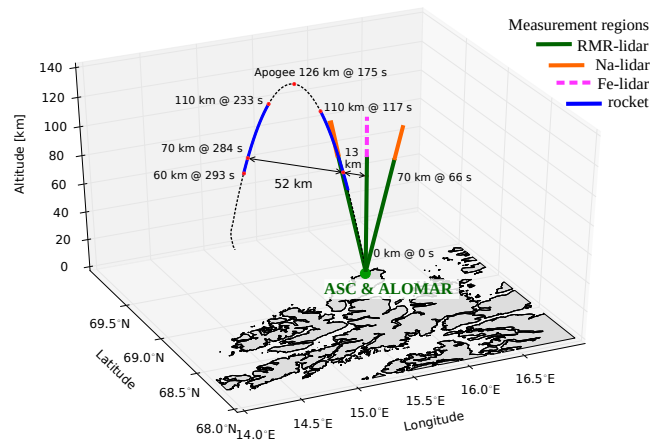 Measurement regions
RMR-lidar
Na-lidar
Fe-lidar
rocket
Apogee 126 km @ 175 s
110 km @ 233 s
110 km @ 117 s
70 km @ 284 s
13
km
60 km @ 293 s
52 km
70 km @ 66 s
0 km @ 0 s
ASC & ALOMAR
Altitude [km]
140
120
100
80
60
40
20
0
69.5°N
69.0°N
68.5°N
68.0°N
Latitude
14.0°E
14.5°E
15.0°E
15.5°E
16.0°E
16.5°E
Longitude